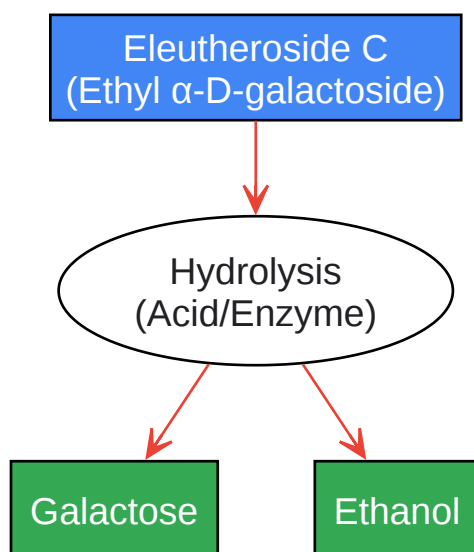 Eleutheroside C
(Ethyl α-D-galactoside)
Hydrolysis
(Acid/Enzyme)
Galactose
Ethanol